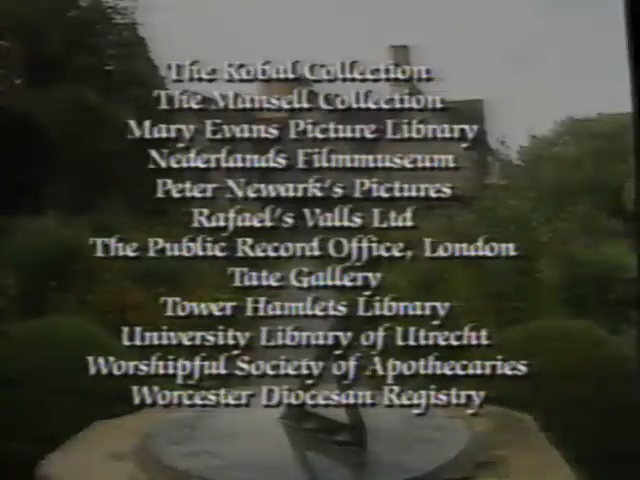 The Kobal Collection
The Mansell Collection
Mary Evans Picture Library
Nederlands Filmmuseum
Peter Newark's Pictures
Rafael's Valls Ltd
The Public Record Office, London
Tate Gallery
Tower Hamlets Library
University Library of Utrecht
Worshipful Society of Apothecaries
Worcester Diocesan Registry